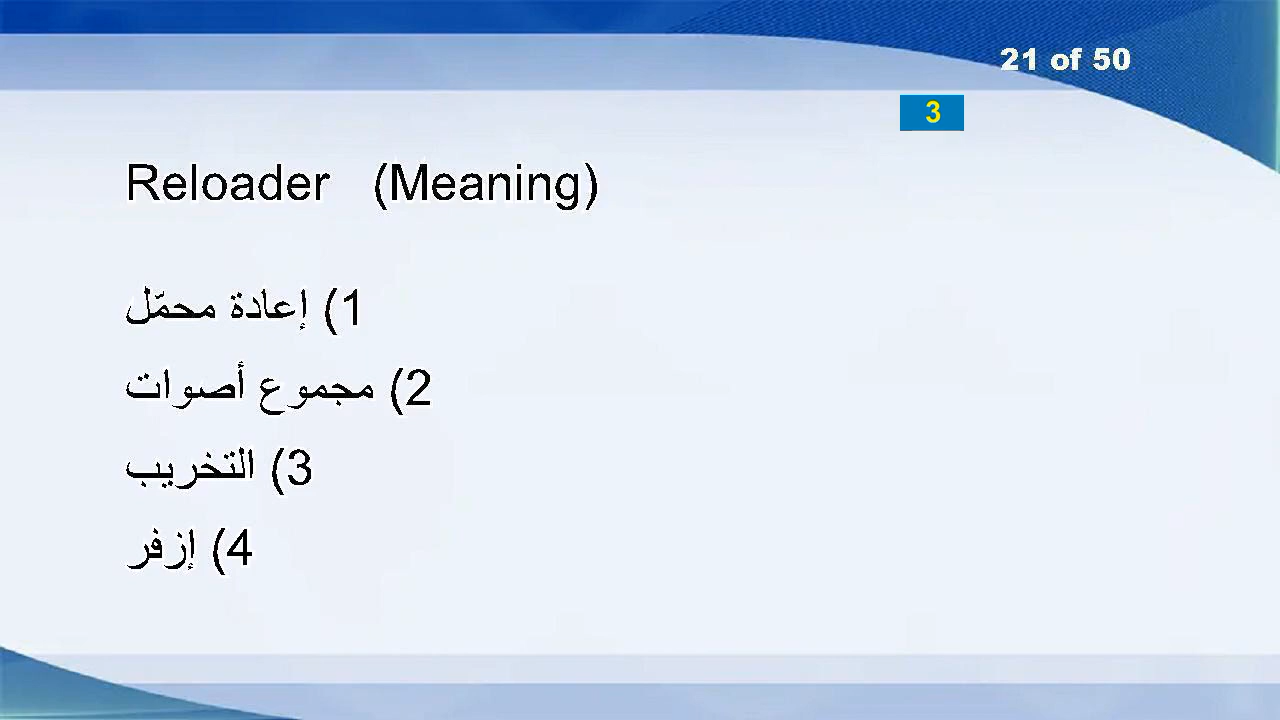 21 of 50
3
Reloader (Meaning)
1) إعادة محمّل
2) مجموع أصوات
3) التخريب
4) إزفر